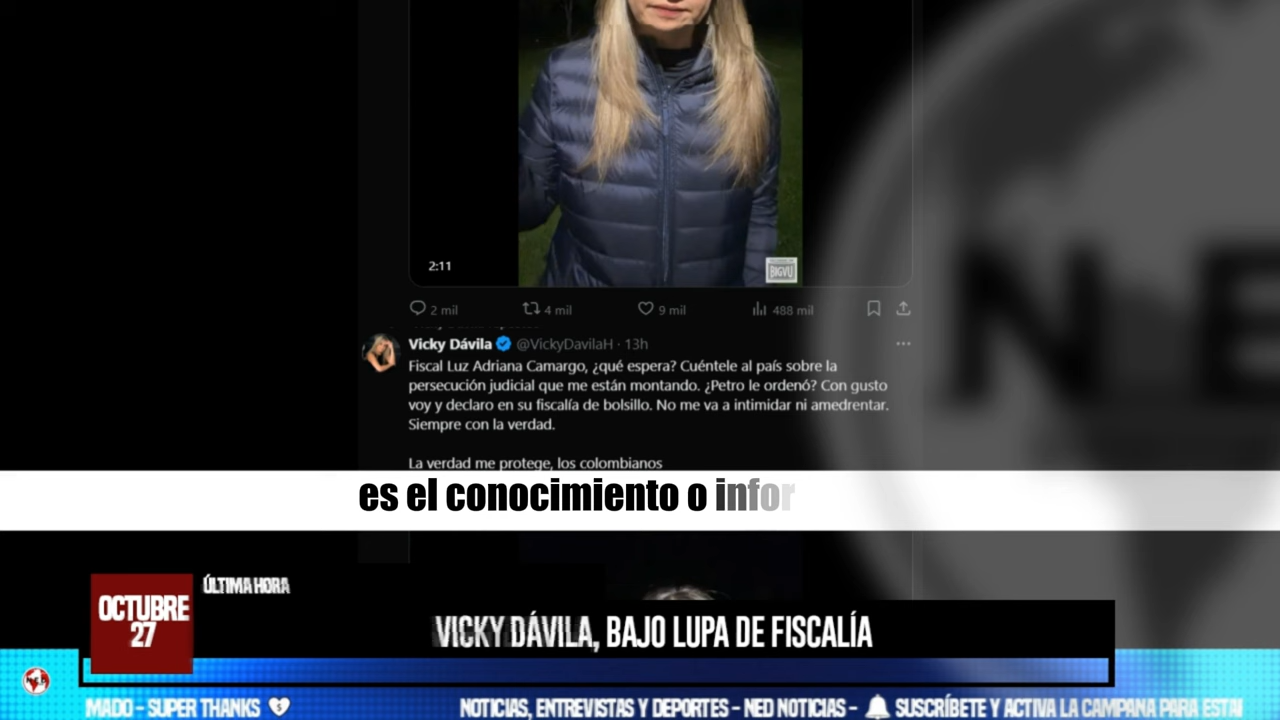 2:11
BIGVU
2 mil
4 mil
9 mil
488 mil
Vicky Dávila @VickyDavilaH · 13h
Fiscal Luz Adriana Camargo, ¿qué espera? Cuéntele al país sobre la
persecución judicial que me están montando. ¿Petro le ordenó? Con gusto
voy y declaro en su fiscalía de bolsillo. No me va a intimidar ni amedrentar.
Siempre con la verdad.
La verdad me protege, los colombianos
es el conocimiento o infor
OCTUBRE
27
ÚLTIMA HORA
VICKY DÁVILA, BAJO LUPA DE FISCALÍA
MADO - SUPER THANKS
NOTICIAS, ENTREVISTAS Y DEPORTES - NED NOTICIAS -
SUSCRÍBETE Y ACTIVA LA CAMPANA PARA ESTA